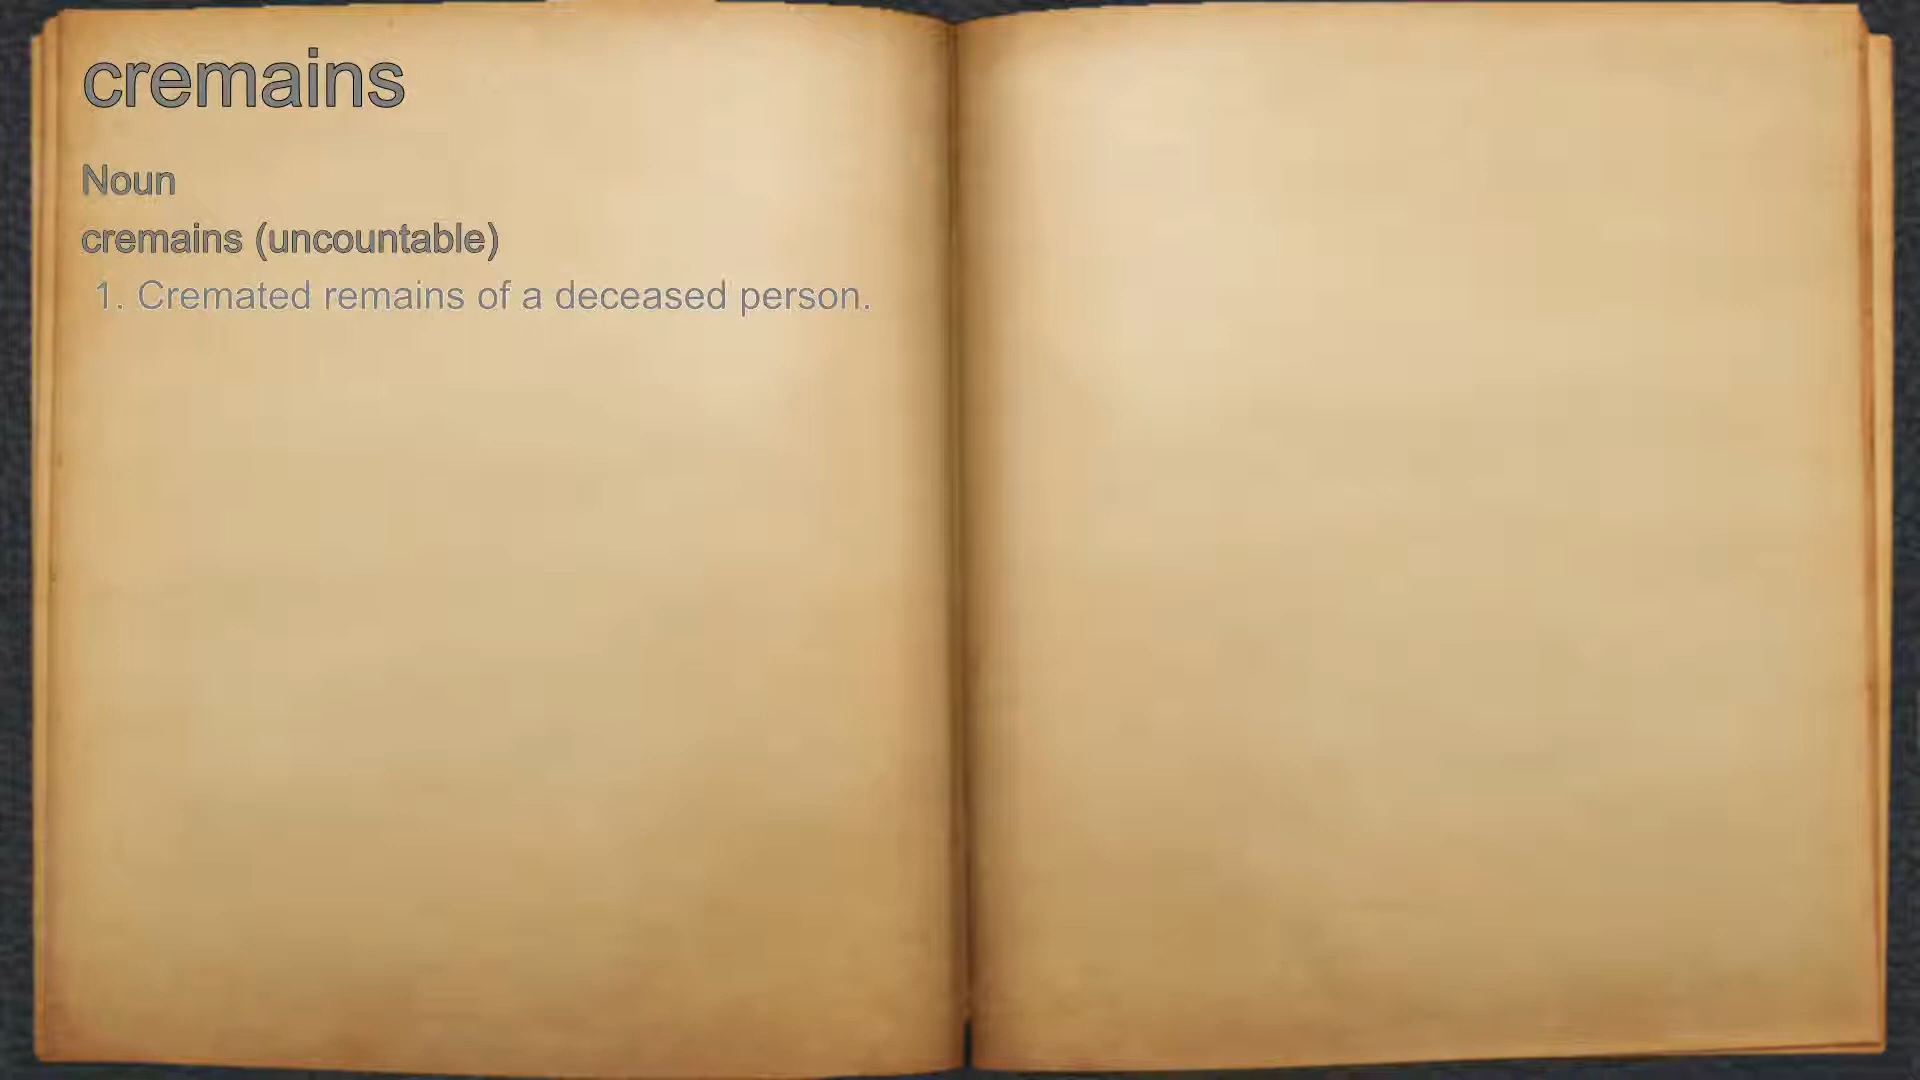 cremains
Noun
cremains (uncountable)
1. Cremated remains of a deceased person.